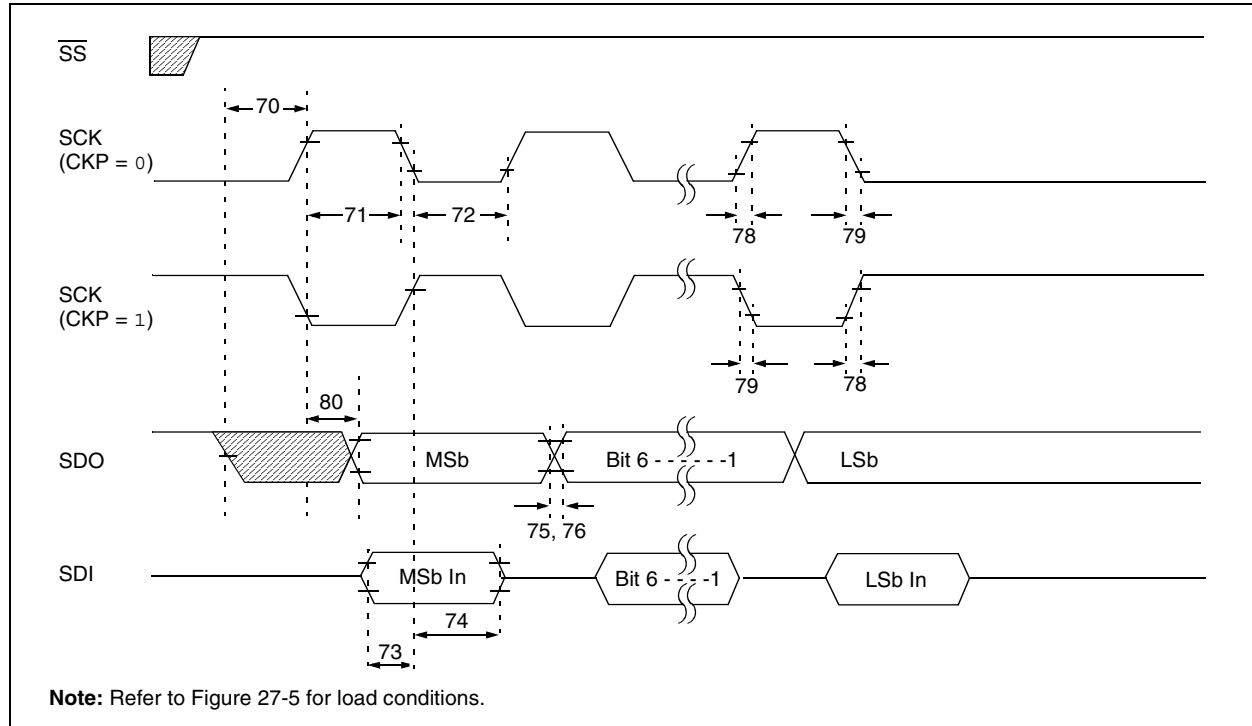 SS
70
SCK
(CKP = 0)
71
72
78
79
SCK
(CKP = 1)
79
78
80
SDO
MSb
Bit 6 - - - - - -1
LSb
75, 76
SDI
MSb In
Bit 6 - - - - -1
LSb In
74
73
Note: Refer to Figure 27-5 for load conditions.